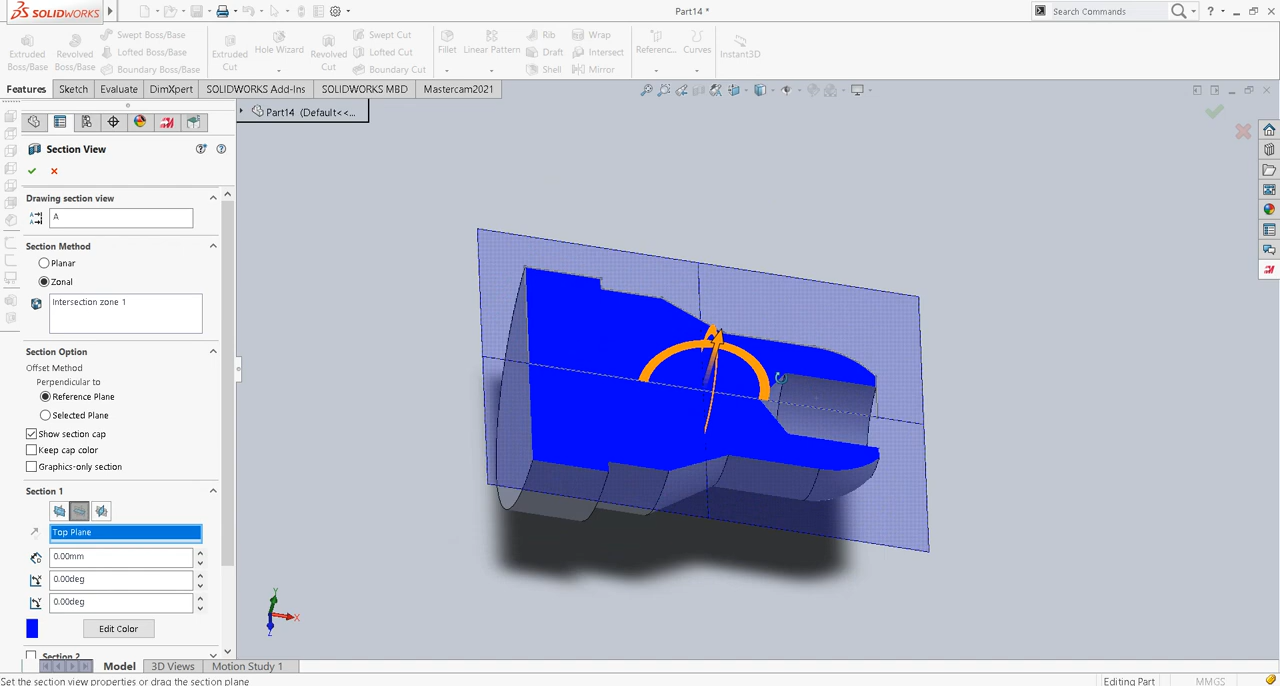 SOLIDWORKS
Part14 *
Search Commands
?
Extruded Boss/Base
Revolved Boss/Base
Swept Boss/Base
Lofted Boss/Base
Boundary Boss/Base
Extruded Cut
Hole Wizard
Revolved Cut
Swept Cut
Lofted Cut
Boundary Cut
Fillet
Linear Pattern
Rib
Draft
Shell
Wrap
Intersect
Mirror
Referenc...
Curves
Instant3D
Features
Sketch
Evaluate
DimXpert
SOLIDWORKS Add-Ins
SOLIDWORKS MBD
Mastercam2021
Part14 (Default<<...
Section View
Drawing section view
A
Section Method
Planar
Zonal
Intersection zone 1
Section Option
Offset Method
Perpendicular to
Reference Plane
Selected Plane
Show section cap
Keep cap color
Graphics-only section
Section 1
Top Plane
0.00mm
0.00deg
0.00deg
Edit Color
Section 2
Y
X
Z
Model
3D Views
Motion Study 1
Set the section view properties or drag the section plane
Editing Part
MMGS